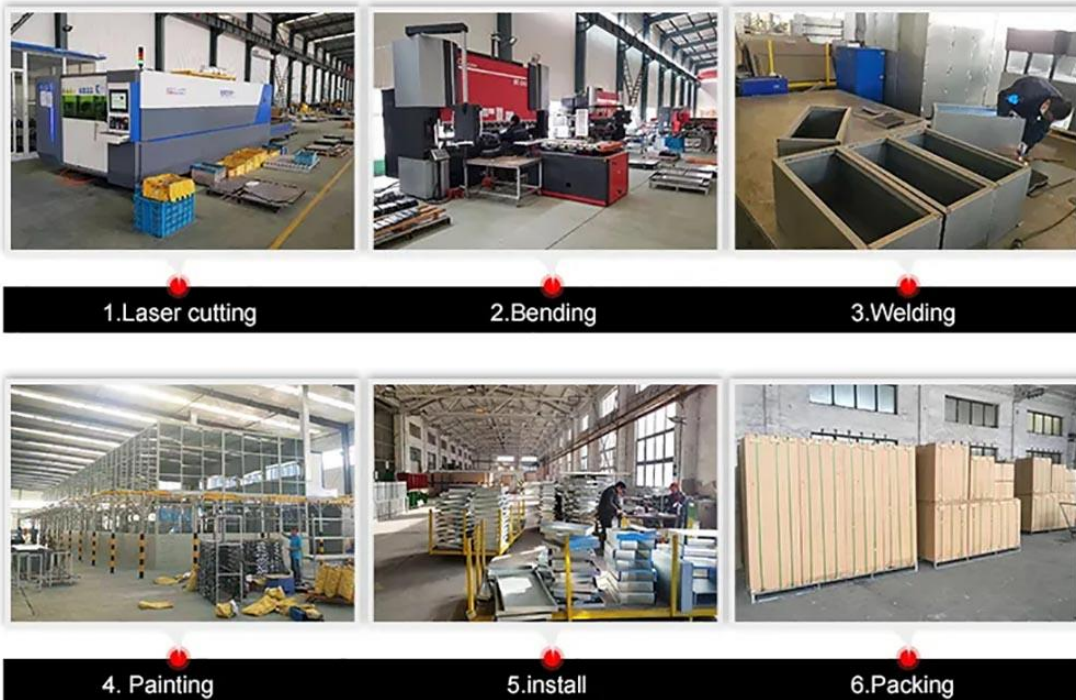 1.Laser cutting
2.Bending
3.Welding
4. Painting
5.install
6.Packing